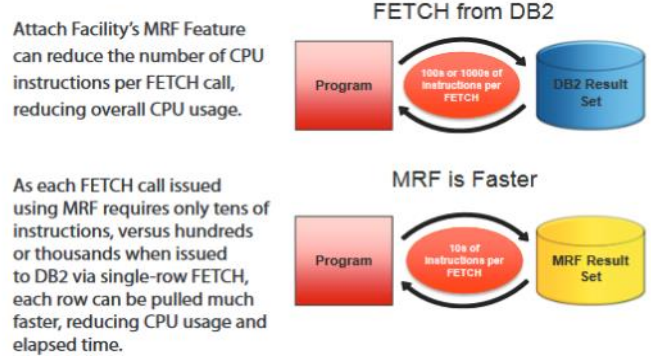 Attach Facility's MRF Feature
can reduce the number of CPU
instructions per FETCH call,
reducing overall CPU usage.
FETCH from DB2
Program
100s or 1000s of
instructions per
FETCH
DB2 Result
Set
As each FETCH call issued
using MRF requires only tens of
instructions, versus hundreds
or thousands when issued
to DB2 via single-row FETCH,
each row can be pulled much
faster, reducing CPU usage and
elapsed time.
MRF is Faster
Program
10s of
instructions per
FETCH
MRF Result
Set